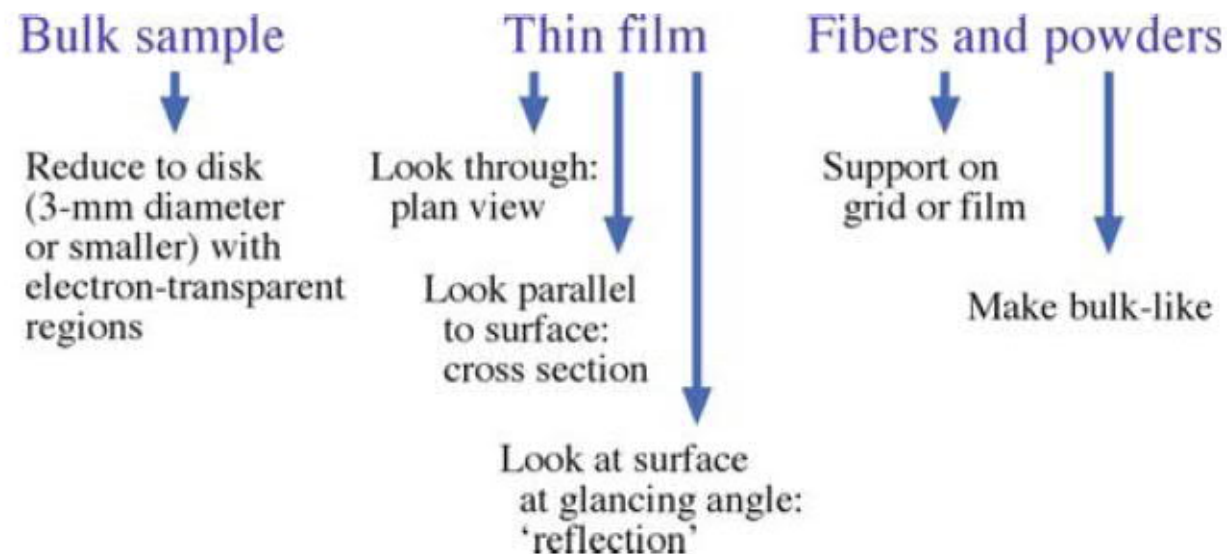 Bulk sample
Reduce to disk
(3-mm diameter
or smaller) with
electron-transparent
regions
Thin film
Look through:
plan view
Look parallel
to surface:
cross section
Look at surface
at glancing angle:
‘reflection’
Fibers and powders
Support on
grid or film
Make bulk-like